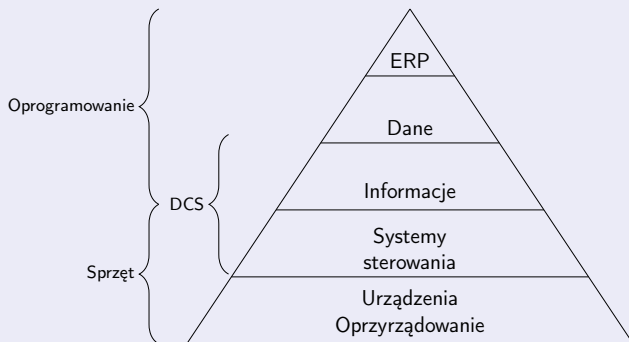 ERP
Oprogramowanie
Dane
DCS
Informacje
Systemy
sterowania
Sprzęt
Urządzenia
Oprzyrządowanie